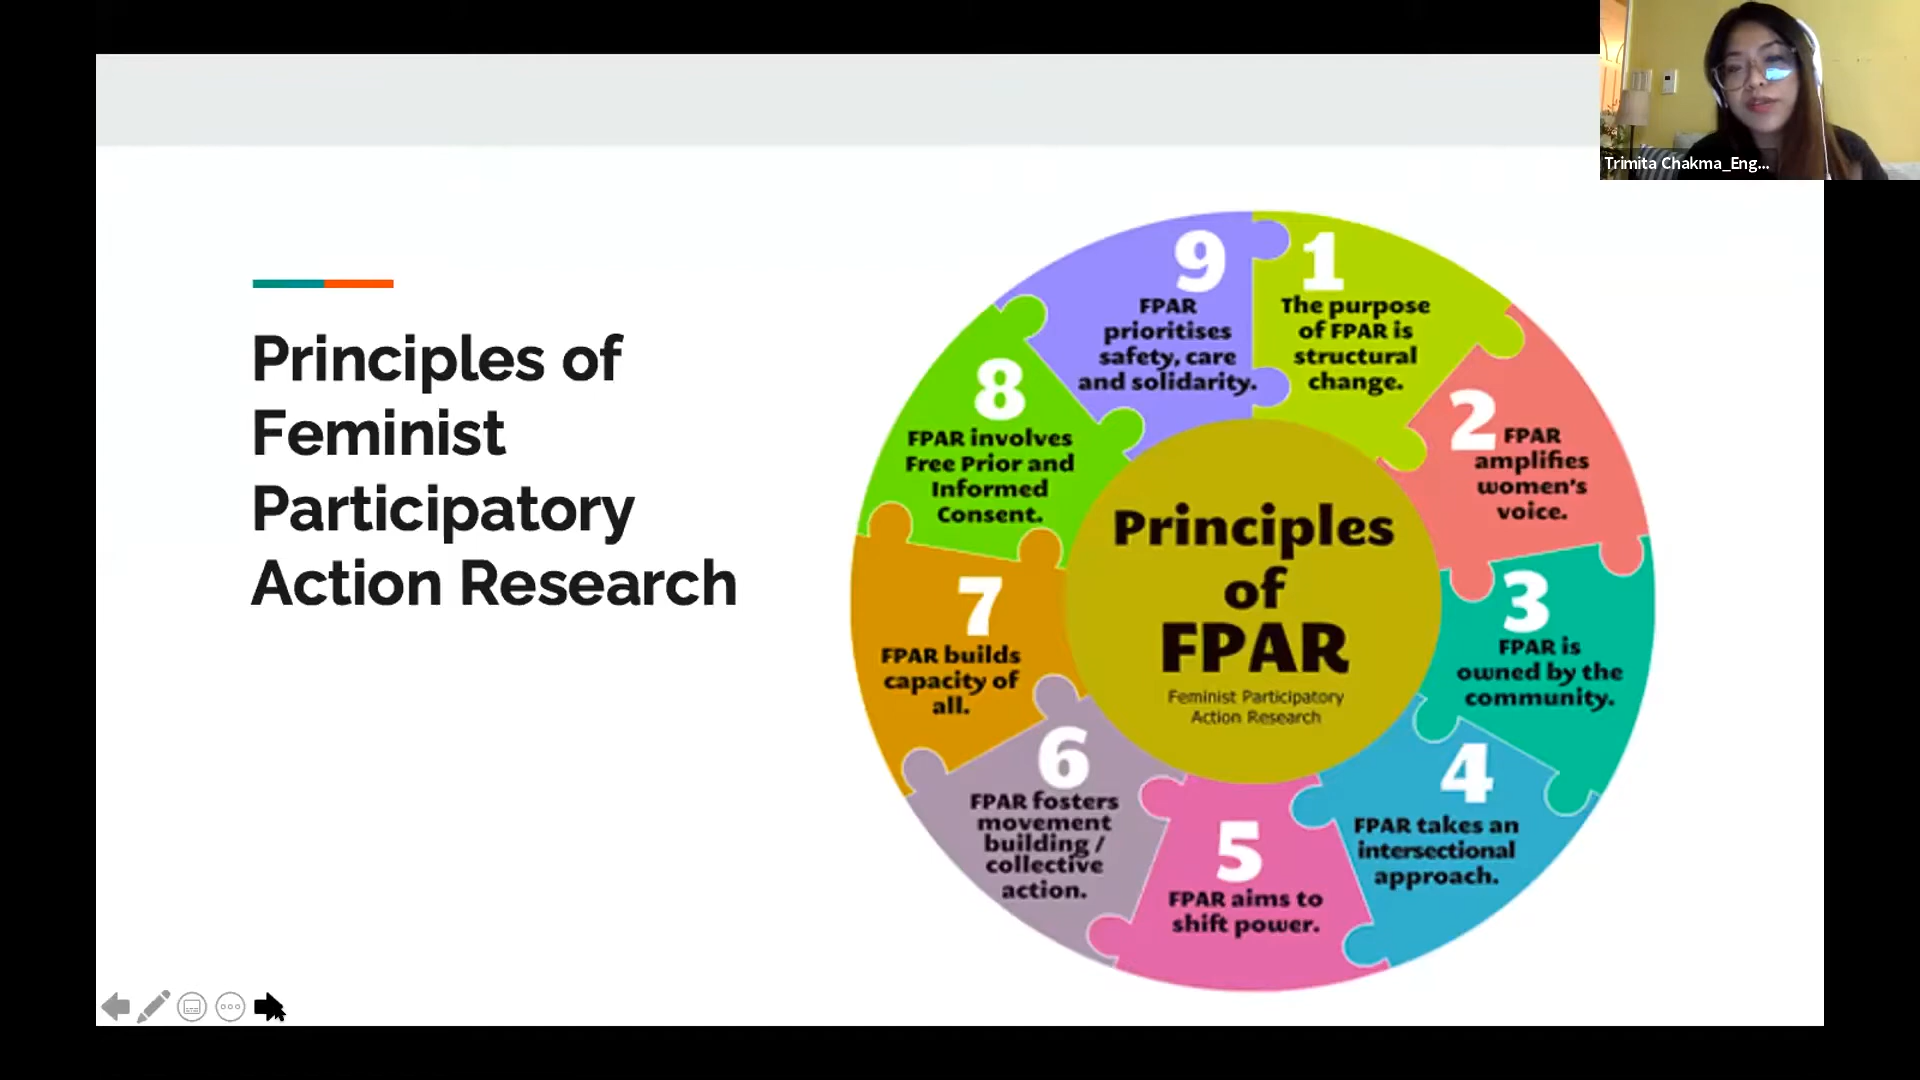 Trimita Chakma_Eng...
Principles of
Feminist
Participatory
Action Research
1
The purpose
of FPAR is
structural
change.
2
FPAR
amplifies
women's
voice.
3
FPAR is
owned by the
community.
4
FPAR takes an
intersectional
approach.
5
FPAR aims to
shift power.
6
FPAR fosters
movement
building /
collective
action.
7
FPAR builds
capacity of
all.
8
FPAR involves
Free Prior and
Informed
Consent.
9
FPAR
prioritises
safety, care
and solidarity.
Principles
of
FPAR
Feminist Participatory
Action Research